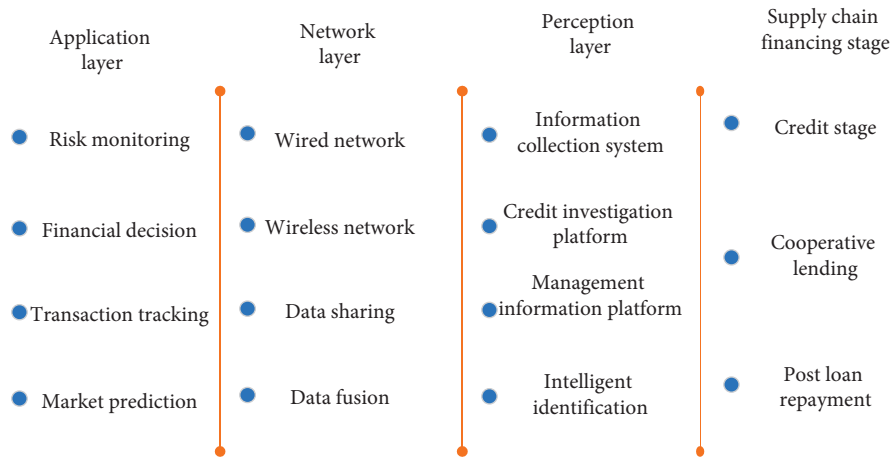 Application
layer
Risk monitoring
Financial decision
Transaction tracking
Market prediction
Network
layer
Wired network
Wireless network
Data sharing
Data fusion
Perception
layer
Information
collection system
Credit investigation
platform
Management
information platform
Intelligent
identification
Supply chain
financing stage
Credit stage
Cooperative
lending
Post loan
repayment